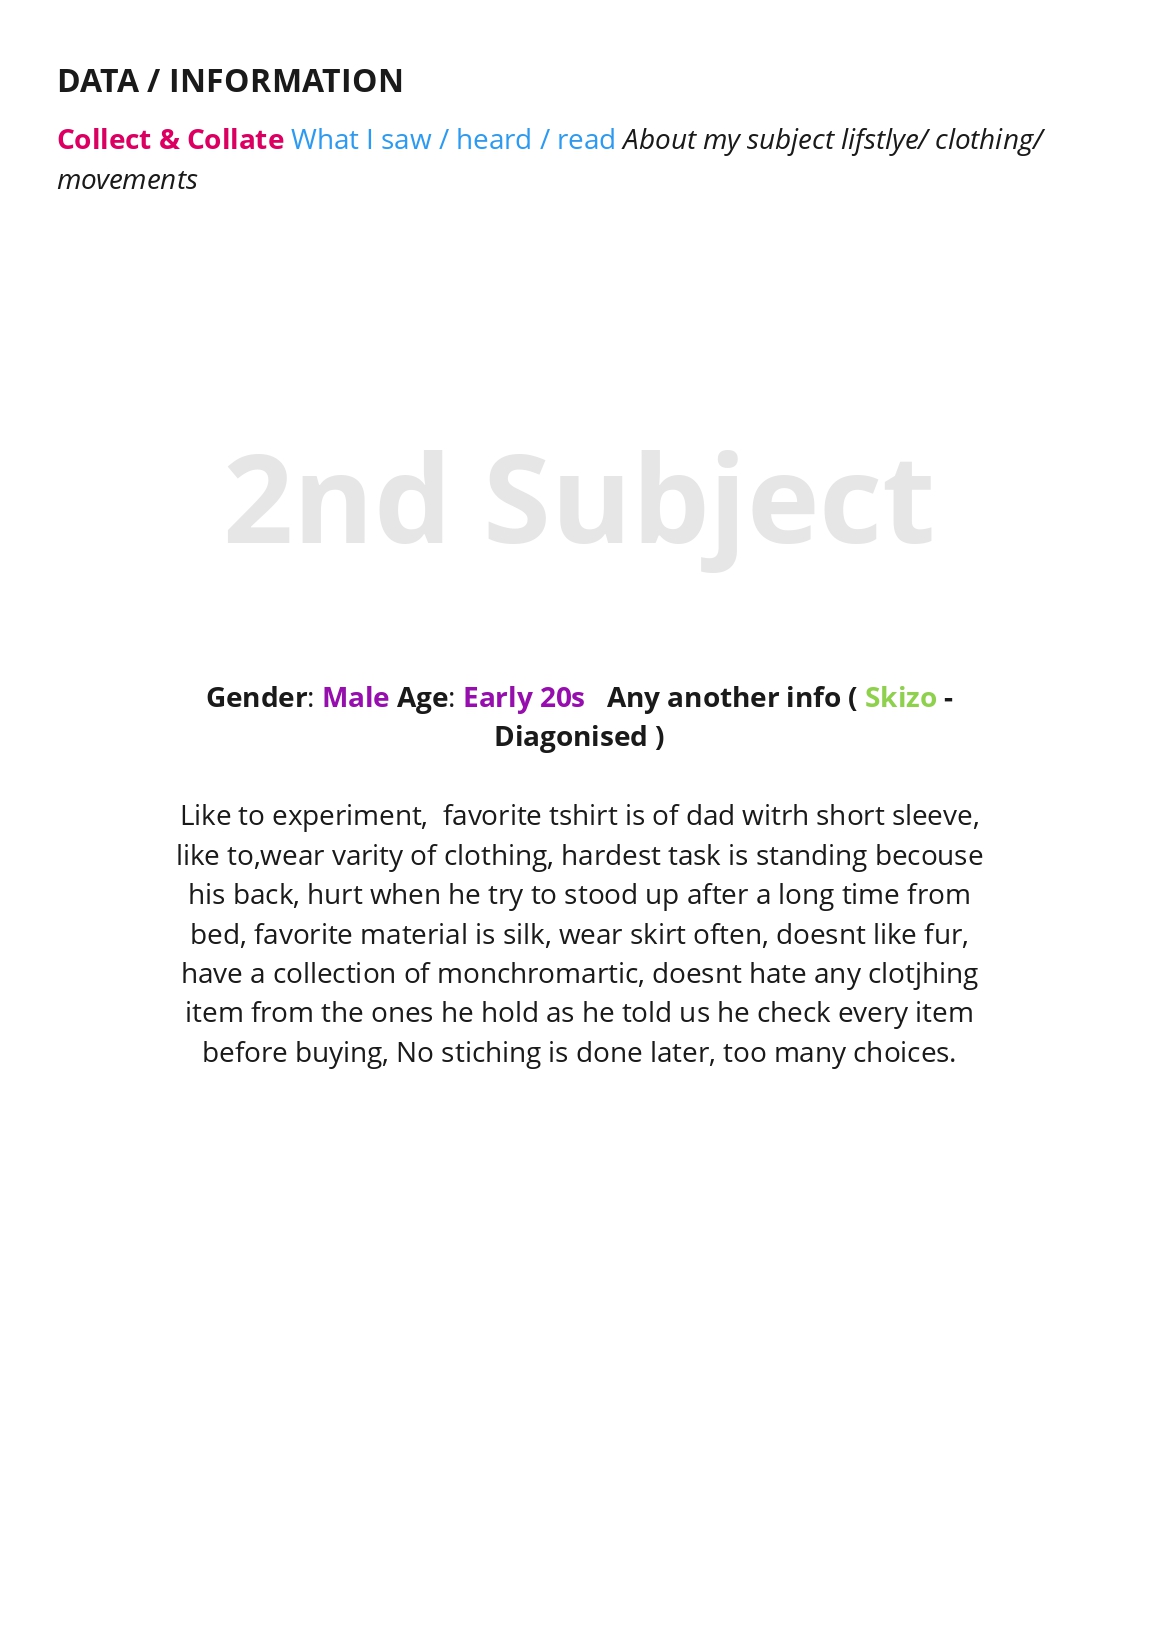 DATA / INFORMATION
Collect & Collate What I saw / heard / read About my subject lifstlye/ clothing/
movements
2nd Subject
Gender: Male Age: Early 20s   Any another info ( Skizo -
Diagonised )
Like to experiment,  favorite tshirt is of dad witrh short sleeve,
like to,wear varity of clothing, hardest task is standing becouse
his back, hurt when he try to stood up after a long time from
bed, favorite material is silk, wear skirt often, doesnt like fur,
have a collection of monchromartic, doesnt hate any clotjhing
item from the ones he hold as he told us he check every item
before buying, No stiching is done later, too many choices.